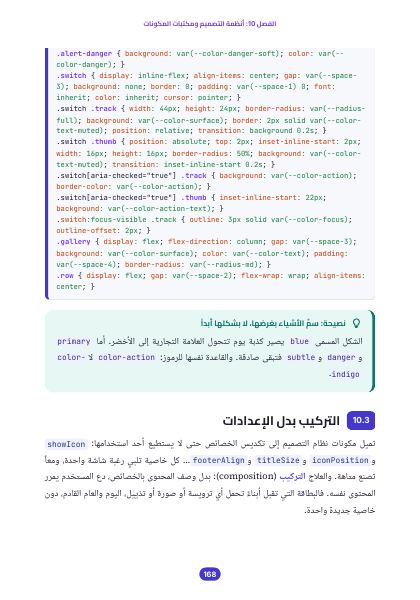 الفصل 10: أنظمة التصميم ومكتبات المكونات
.alert-danger { background: var(--color-danger-soft); color: var(--
color-danger); }
.switch { display: inline-flex; align-items: center; gap: var(--space-
3); background: none; border: 0; padding: var(--space-1) 0; font:
inherit; color: inherit; cursor: pointer; }
.switch .track { width: 44px; height: 24px; border-radius: var(--radius-
full); background: var(--color-surface); border: 2px solid var(--color-
text-muted); position: relative; transition: background 0.2s; }
.switch .thumb { position: absolute; top: 2px; inset-inline-start: 2px;
width: 16px; height: 16px; border-radius: 50%; background: var(--color-
text-muted); transition: inset-inline-start 0.2s; }
.switch[aria-checked="true"] .track { background: var(--color-action);
border-color: var(--color-action); }
.switch[aria-checked="true"] .thumb { inset-inline-start: 22px;
background: var(--color-action-text); }
.switch:focus-visible .track { outline: 3px solid var(--color-focus);
outline-offset: 2px; }
.gallery { display: flex; flex-direction: column; gap: var(--space-3);
background: var(--color-surface); color: var(--color-text); padding:
var(--space-4); border-radius: var(--radius-md); }
.row { display: flex; gap: var(--space-2); flex-wrap: wrap; align-items:
center; }
نصيحة: سمِّ الأشياء بغرضها، لا بشكلها أبدًا
الشكل المسمى blue يصير كذبة يوم تتحول العلامة التجارية إلى الأخضر. أما primary
و danger و subtle فتبقى صادقة. والقاعدة نفسها للرموز: color-action لا color-
indigo.
10.3 التركيب بدل الإعدادات
تميل مكونات نظام التصميم إلى تكديس الخصائص حتى لا يستطيع أحد استخدامها: showIcon
و iconPosition و titleSize و footerAlign ... كل خاصية تلبي رغبة شاشة واحدة، ومعاً
تصنع متاهة. والعلاج التركيب (composition): بدل وصف المحتوى بالخصائص، دع المستخدم يمرر
المحتوى نفسه. فالبطاقة التي تقبل أبناءً تحمل أي ترويسة أو صورة أو تذييل، اليوم والعام القادم، دون
خاصية جديدة واحدة.
168